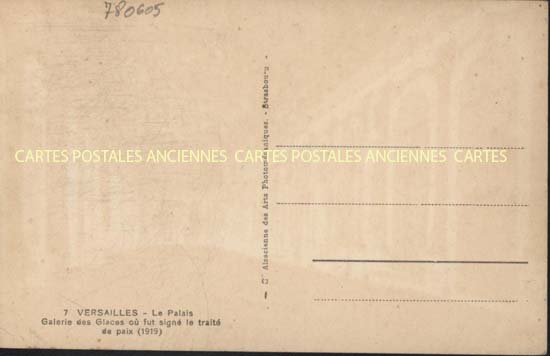 780605
CARTES POSTALES ANCIENNES CARTES POSTALES ANCIENNES CARTES
Cie Alsacienne des Arts Photomécaniques. - Strasbourg
7 VERSAILLES - Le Palais
Galerie des Glaces où fut signé le traité
de paix (1919)